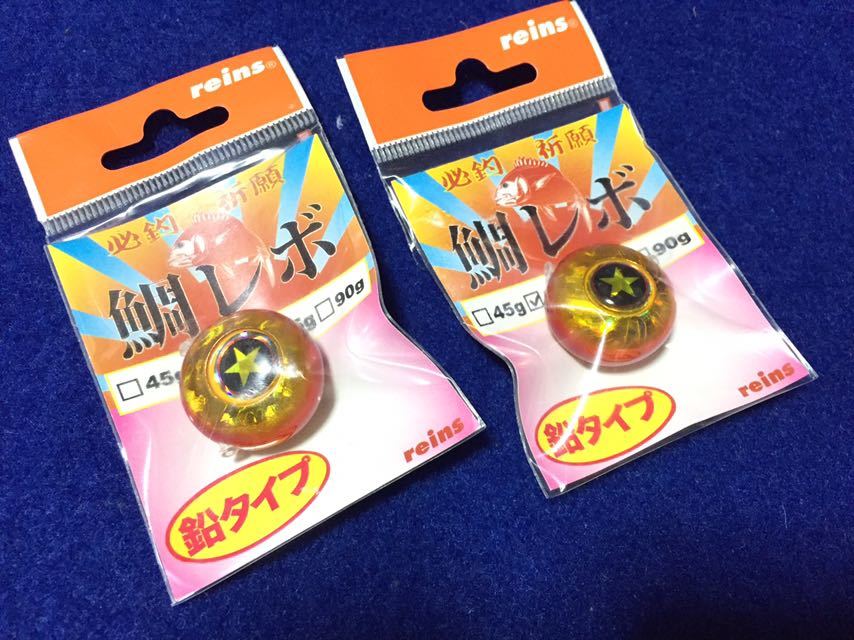 reins®
必釣 祈願
鯛レボ
45g
5g
90g
reins
鉛タイプ
reins®
必釣 祈願
鯛レボ
45g
90g
reins
鉛タイプ